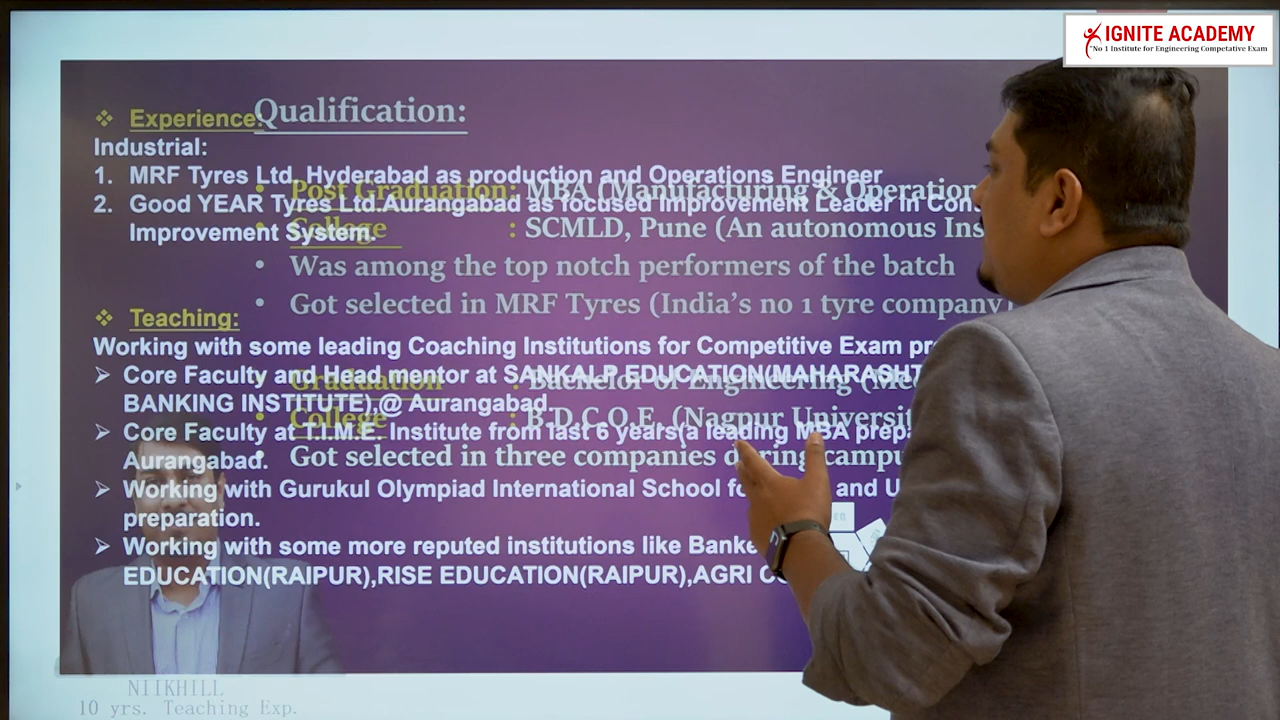 IGNITE ACADEMY
"No 1 Institute for Engineering Competative Exam
Qualification:
Post Graduation: MBA (Manufacturing & Operation
College : SCMLD, Pune (An autonomous Ins
Was among the top notch performers of the batch
Got selected in MRF Tyres (India's no 1 tyre company)
Graduation : Bachelor of Engineering (Mec
College : B.D.C.O.E. (Nagpur Universit
Got selected in three companies during campu
❖ Experience:
Industrial:
1. MRF Tyres Ltd. Hyderabad as production and Operations Engineer
2. Good YEAR Tyres Ltd.Aurangabad as focused Improvement Leader in Con
Improvement System.
❖ Teaching:
Working with some leading Coaching Institutions for Competitive Exam pr
➢ Core Faculty and Head mentor at SANKALP EDUCATION(MAHARASHT
BANKING INSTITUTE),@ Aurangabad.
➢ Core Faculty at T.I.M.E. Institute from last 6 years(a leading MBA prepa
Aurangabad.
➢ Working with Gurukul Olympiad International School fo and U
preparation.
➢ Working with some more reputed institutions like Banke
EDUCATION(RAIPUR),RISE EDUCATION(RAIPUR),AGRI CO
NIIKHILL
10 yrs. Teaching Exp.